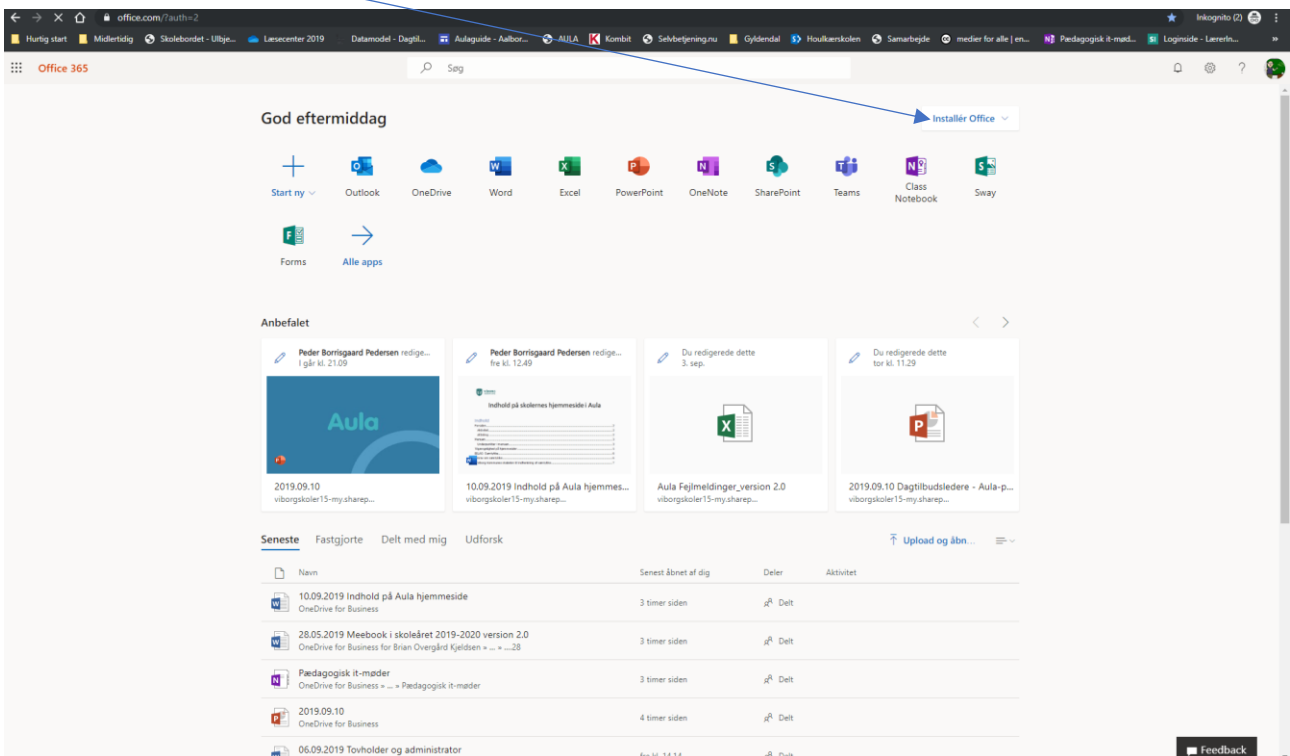 office.com/?auth=2
Inkognito (2)
Hurtig start Midlertidig Skolebordet - Ulbje... Læsecenter 2019 Datamodel - Dagtil... Aulaguide - Aalbor... AULA Kombit Selvbetjening.nu Gyldendal Houlkærskolen Samarbejde medier for alle | en... Pædagogisk it-mød... Loginside - LærerIn... »
Office 365
Søg
God eftermiddag
Installér Office
Start ny Outlook OneDrive Word Excel PowerPoint OneNote SharePoint Teams Class Notebook Sway
Forms Alle apps
Anbefalet
Peder Borrisgaard Pedersen redige...
I går kl. 21.09
Aula
2019.09.10
viborgskoler15-my.sharep...
Peder Borrisgaard Pedersen redige...
fre kl. 12.49
Indhold på skolernes hjemmeside i Aula
10.09.2019 Indhold på Aula hjemmes...
viborgskoler15-my.sharep...
Du redigerede dette
3. sep.
Aula Fejlmeldinger_version 2.0
viborgskoler15-my.sharep...
Du redigerede dette
tor kl. 11.29
2019.09.10 Dagtilbudsledere - Aula-p...
viborgskoler15-my.sharep...
Seneste Fastgjorte Delt med mig Udforsk
Upload og åbn...
Navn Senest åbnet af dig Deler Aktivitet
10.09.2019 Indhold på Aula hjemmeside
OneDrive for Business
3 timer siden Delt
28.05.2019 Meebook i skoleåret 2019-2020 version 2.0
OneDrive for Business for Brian Overgård Kjeldsen » ... » ....28
3 timer siden Delt
Pædagogisk it-møder
OneDrive for Business » ... » Pædagogisk it-møder
3 timer siden Delt
2019.09.10
OneDrive for Business
4 timer siden Delt
06.09.2019 Tovholder og administrator
fre kl. 14.14 Delt
Feedback